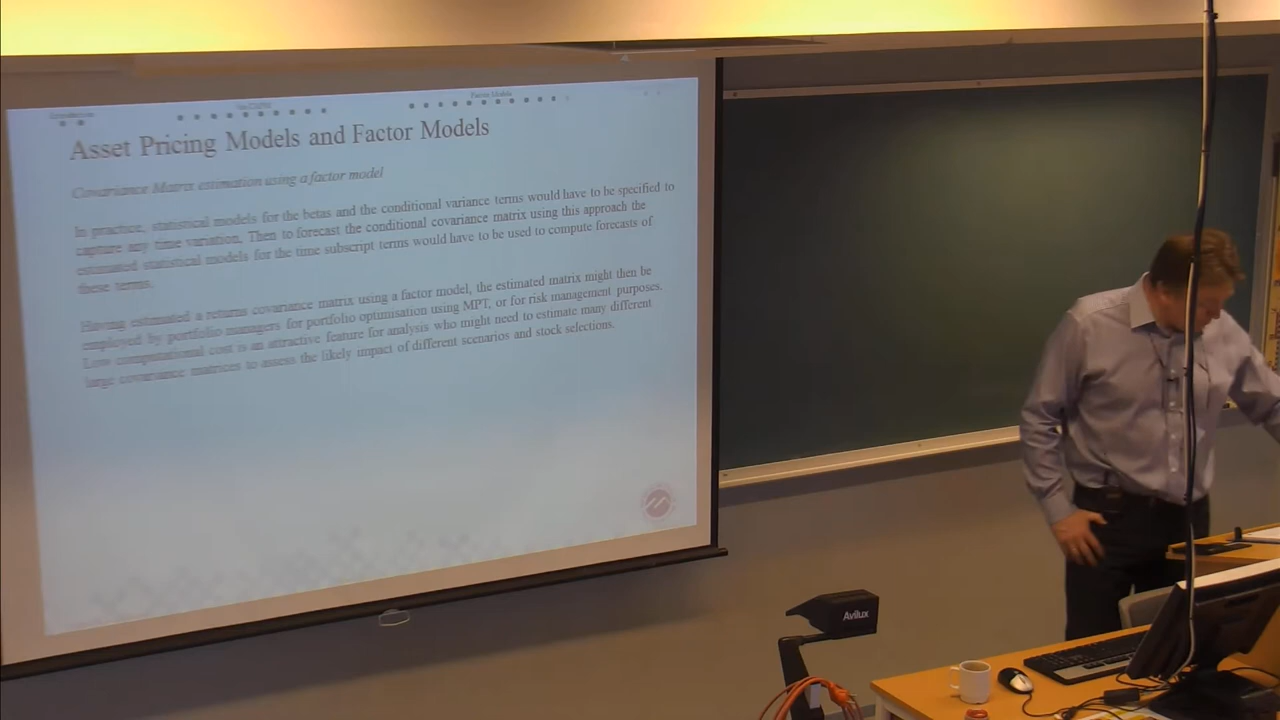 Introduction
The CAPM
Factor Models
Asset Pricing Models and Factor Models
Covariance Matrix estimation using a factor model
In practice, statistical models for the betas and the conditional variance terms would have to be specified to
capture any time variation. Then to forecast the conditional covariance matrix using this approach the
estimated statistical models for the time subscript terms would have to be used to compute forecasts of
these terms.
Having estimated a returns covariance matrix using a factor model, the estimated matrix might then be
employed by portfolio managers for portfolio optimisation using MPT, or for risk management purposes.
Low computational cost is an attractive feature for analysis who might need to estimate many different
large covariance matrices to assess the likely impact of different scenarios and stock selections.
Avilux